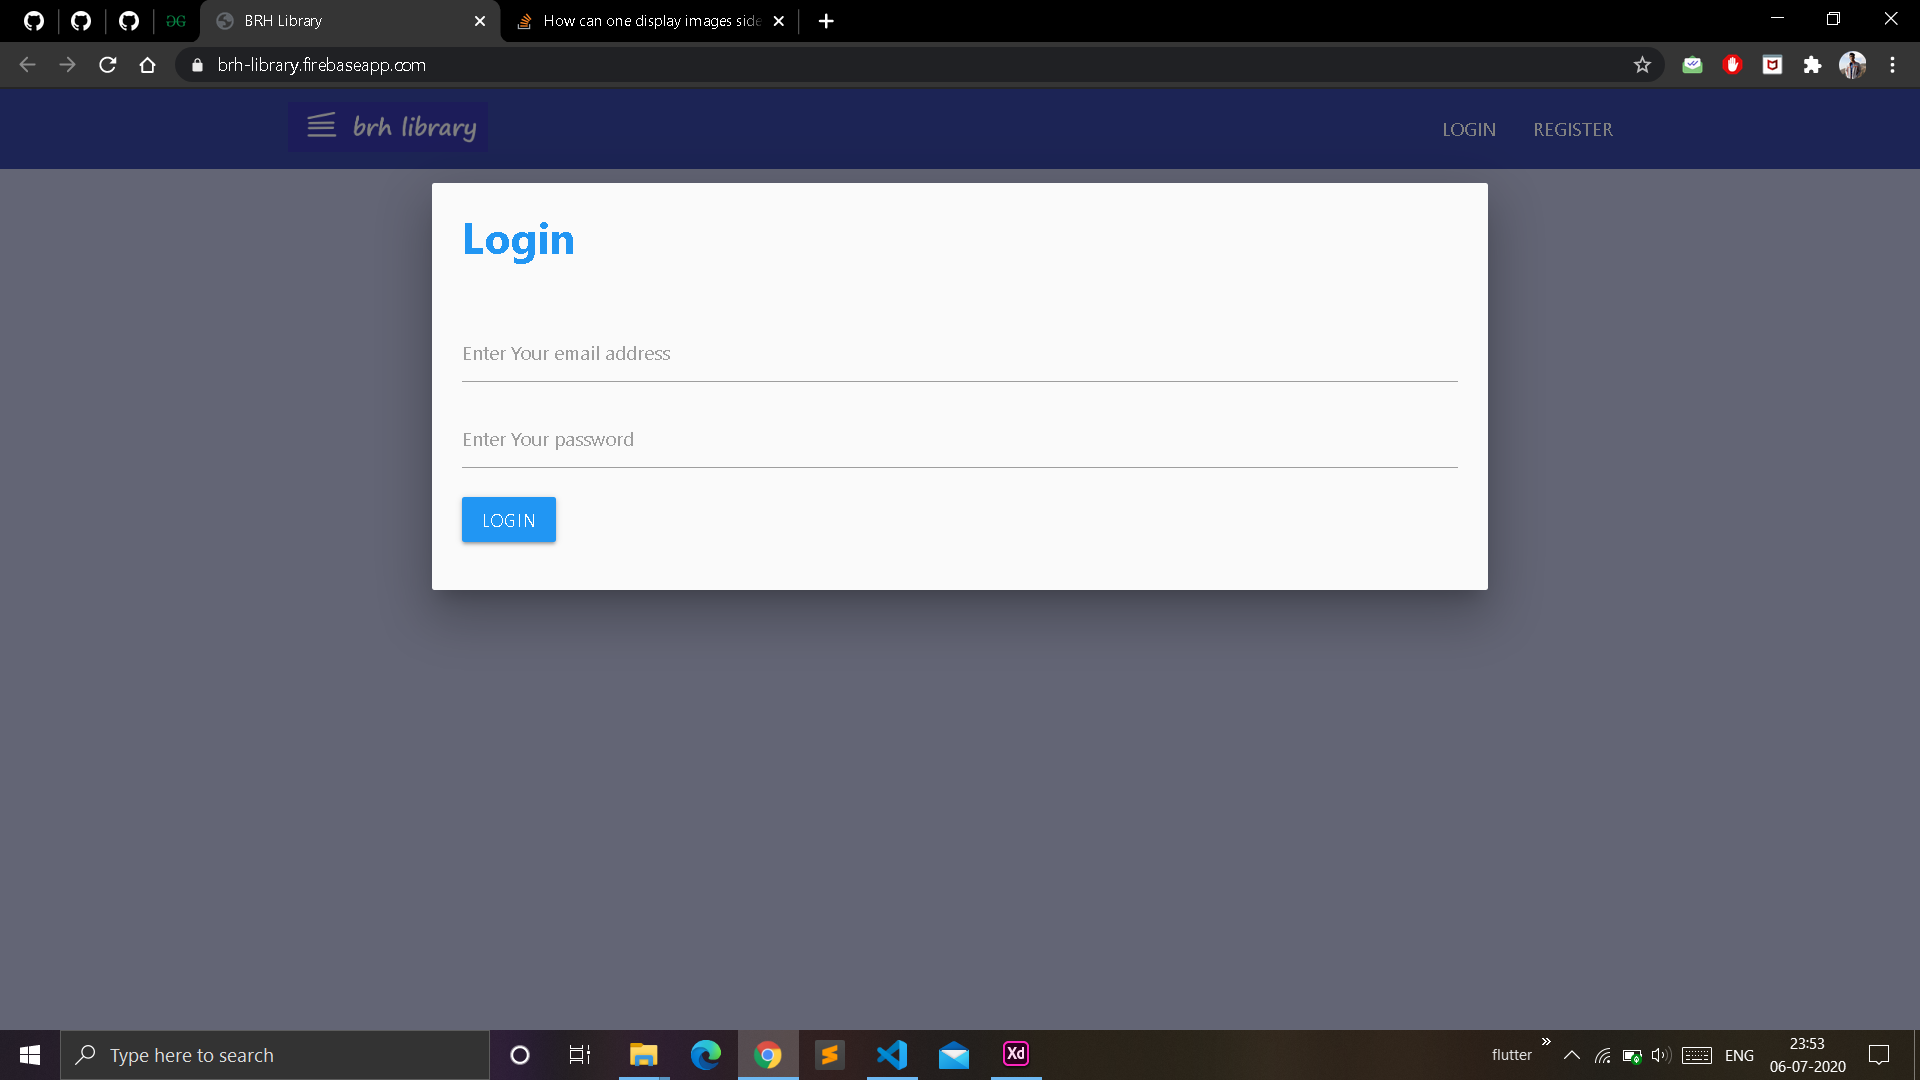 BRH Library
How can one display images side
brh-library.firebaseapp.com
brh library
LOGIN
REGISTER
Login
Enter Your email address
Enter Your password
LOGIN
Type here to search
Xd
flutter
ENG
23:53
06-07-2020